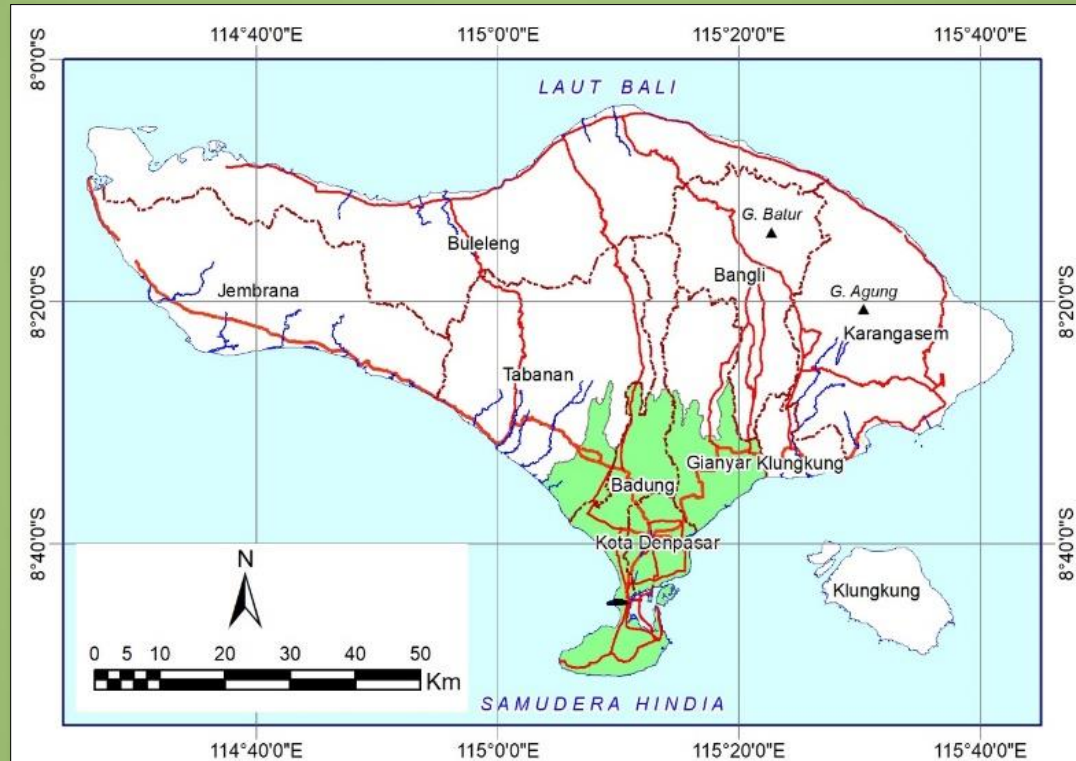 114°40'0"E 115°0'0"E 115°20'0"E 115°40'0"E
8°0'0"S
LAUT BALI
G. Batur
Buleleng
Bangli
Jembrana
G. Agung
8°20'0"S 8°20'0"S
Karangasem
Tabanan
Gianyar Klungkung
Badung
Kota Denpasar
8°40'0"S 8°40'0"S
N
Klungkung
0 5 10 20 30 40 50
Km
SAMUDERA HINDIA
114°40'0"E 115°0'0"E 115°20'0"E 115°40'0"E